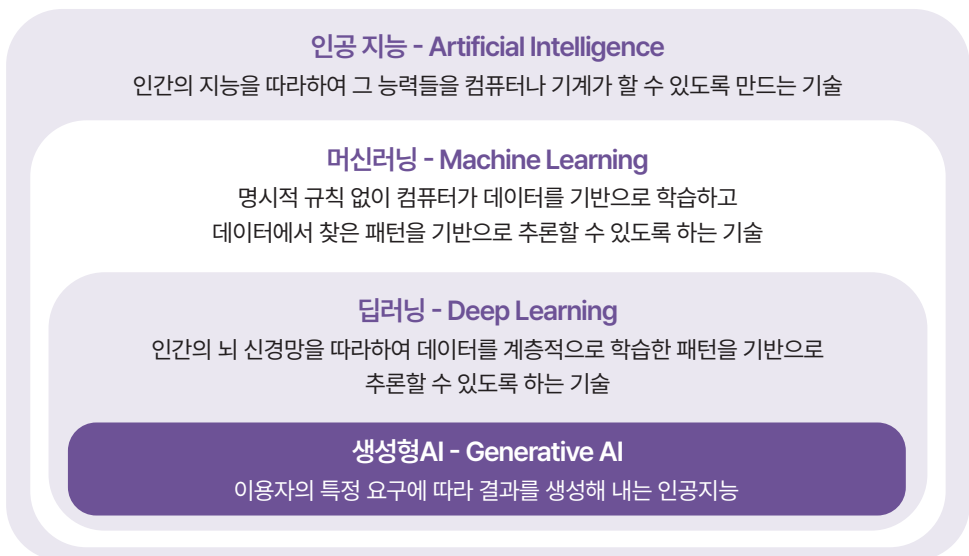 인공 지능 - Artificial Intelligence
인간의 지능을 따라하여 그 능력들을 컴퓨터나 기계가 할 수 있도록 만드는 기술
머신러닝 - Machine Learning
명시적 규칙 없이 컴퓨터가 데이터를 기반으로 학습하고
데이터에서 찾은 패턴을 기반으로 추론할 수 있도록 하는 기술
딥러닝 - Deep Learning
인간의 뇌 신경망을 따라하여 데이터를 계층적으로 학습한 패턴을 기반으로
추론할 수 있도록 하는 기술
생성형AI - Generative AI
이용자의 특정 요구에 따라 결과를 생성해 내는 인공지능